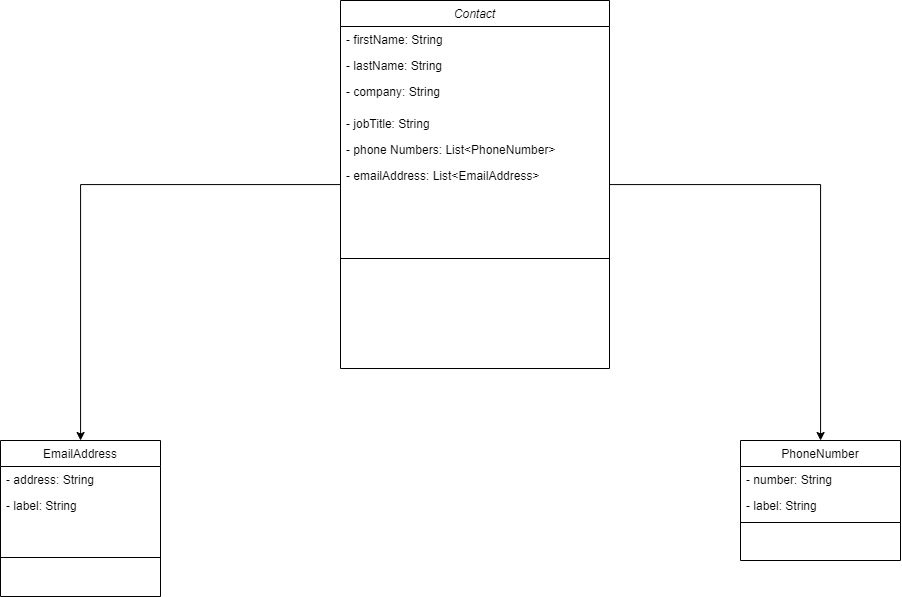 Contact
- firstName: String
- lastName: String
- company: String
- jobTitle: String
- phone Numbers: List<PhoneNumber>
- emailAddress: List<EmailAddress>
EmailAddress
- address: String
- label: String
PhoneNumber
- number: String
- label: String